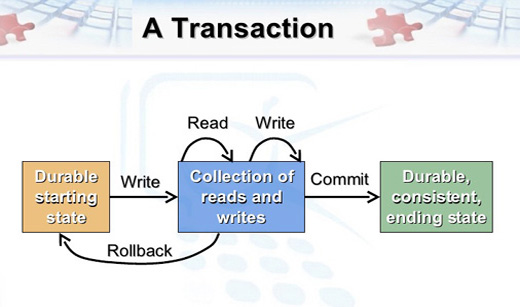 A Transaction
Read
Write
Durable
starting
state
Write
Collection of
reads and
writes
Commit
Durable,
consistent,
ending state
Rollback